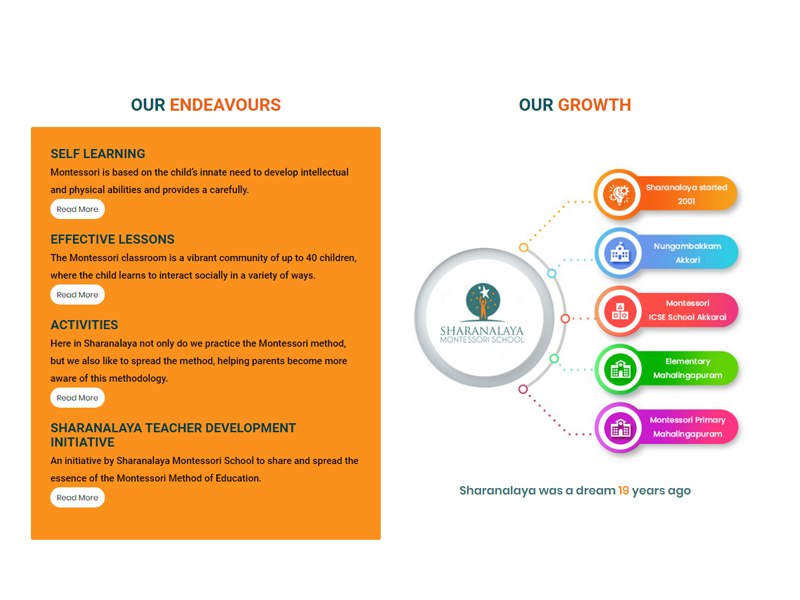 OUR ENDEAVOURS
SELF LEARNING
Montessori is based on the child's innate need to develop intellectual
and physical abilities and provides a carefully.
Read More
EFFECTIVE LESSONS
The Montessori classroom is a vibrant community of up to 40 children,
where the child learns to interact socially in a variety of ways.
Read More
ACTIVITIES
Here in Sharanalaya not only do we practice the Montessori method,
but we also like to spread the method, helping parents become more
aware of this methodology.
Read More
SHARANALAYA TEACHER DEVELOPMENT
INITIATIVE
An initiative by Sharanalaya Montessori School to share and spread the
essence of the Montessori Method of Education.
Read More
OUR GROWTH
SHARANALAYA
MONTESSORI SCHOOL
Sharanalaya started
2001
Nungambakkam
Akkari
Montessori
ICSE School Akkarai
Elementary
Mahalingapuram
Montessori Primary
Mahalingapuram
Sharanalaya was a dream 19 years ago